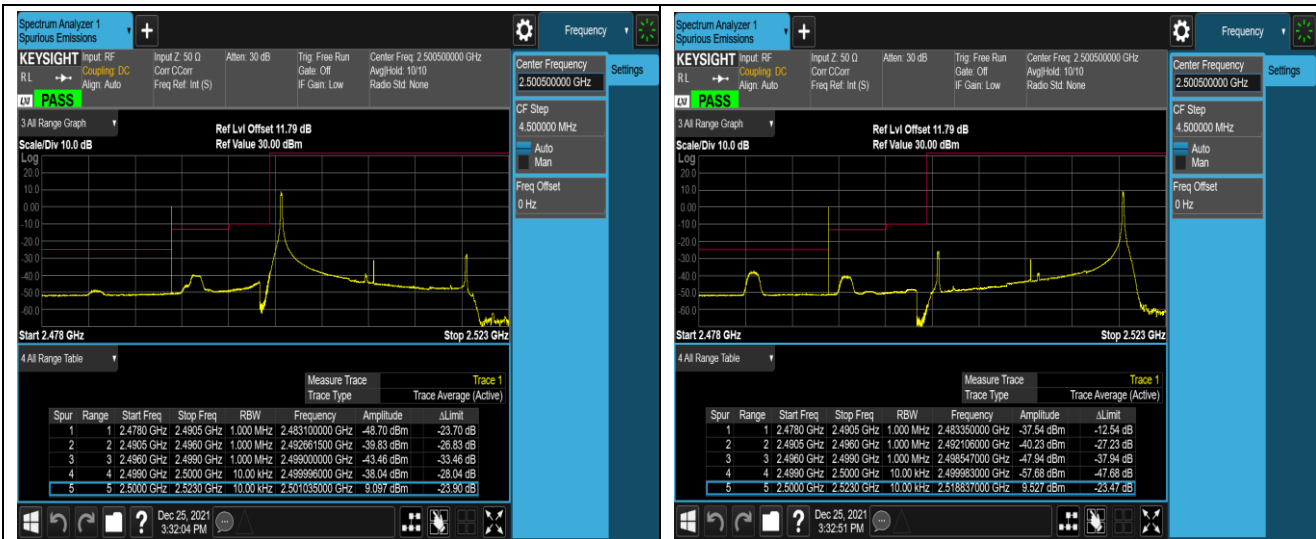 Spectrum Analyzer 1
Spurious Emissions
+
Frequency
KEYSIGHT Input: RF Input Z: 50 Ω Atten: 30 dB Trig: Free Run Center Freq: 2.500500000 GHz
R L Coupling: DC Corr CCorr Gate: Off Avg|Hold: 10/10
Align: Auto Freq Ref: Int (S) IF Gain: Low Radio Std: None
LXI PASS
Center Frequency
2.500500000 GHz
Settings
CF Step
4.500000 MHz
Auto
Man
Freq Offset
0 Hz
3 All Range Graph
Ref Lvl Offset 11.79 dB
Scale/Div 10.0 dB Ref Value 30.00 dBm
Log
20.0
10.0
0.00
-10.0
-20.0
-30.0
-40.0
-50.0
-60.0
Start 2.478 GHz Stop 2.523 GHz
4 All Range Table
Measure Trace Trace 1
Trace Type Trace Average (Active)
Spur Range Start Freq Stop Freq RBW Frequency Amplitude ΔLimit
1 1 2.4780 GHz 2.4905 GHz 1.000 MHz 2.483100000 GHz -48.70 dBm -23.70 dB
2 2 2.4905 GHz 2.4960 GHz 1.000 MHz 2.492661500 GHz -39.83 dBm -26.83 dB
3 3 2.4960 GHz 2.4990 GHz 1.000 MHz 2.499000000 GHz -43.46 dBm -33.46 dB
4 4 2.4990 GHz 2.5000 GHz 10.00 kHz 2.499996000 GHz -38.04 dBm -28.04 dB
5 5 2.5000 GHz 2.5230 GHz 10.00 kHz 2.501035000 GHz 9.097 dBm -23.90 dB
? Dec 25, 2021
3:32:04 PM
Spectrum Analyzer 1
Spurious Emissions
+
Frequency
KEYSIGHT Input: RF Input Z: 50 Ω Atten: 30 dB Trig: Free Run Center Freq: 2.500500000 GHz
R L Coupling: DC Corr CCorr Gate: Off Avg|Hold: 10/10
Align: Auto Freq Ref: Int (S) IF Gain: Low Radio Std: None
LXI PASS
Center Frequency
2.500500000 GHz
Settings
CF Step
4.500000 MHz
Auto
Man
Freq Offset
0 Hz
3 All Range Graph
Ref Lvl Offset 11.79 dB
Scale/Div 10.0 dB Ref Value 30.00 dBm
Log
20.0
10.0
0.00
-10.0
-20.0
-30.0
-40.0
-50.0
-60.0
Start 2.478 GHz Stop 2.523 GHz
4 All Range Table
Measure Trace Trace 1
Trace Type Trace Average (Active)
Spur Range Start Freq Stop Freq RBW Frequency Amplitude ΔLimit
1 1 2.4780 GHz 2.4905 GHz 1.000 MHz 2.483350000 GHz -37.54 dBm -12.54 dB
2 2 2.4905 GHz 2.4960 GHz 1.000 MHz 2.492106000 GHz -40.23 dBm -27.23 dB
3 3 2.4960 GHz 2.4990 GHz 1.000 MHz 2.498547000 GHz -47.94 dBm -37.94 dB
4 4 2.4990 GHz 2.5000 GHz 10.00 kHz 2.499983000 GHz -57.68 dBm -47.68 dB
5 5 2.5000 GHz 2.5230 GHz 10.00 kHz 2.518837000 GHz 9.527 dBm -23.47 dB
? Dec 25, 2021
3:32:51 PM